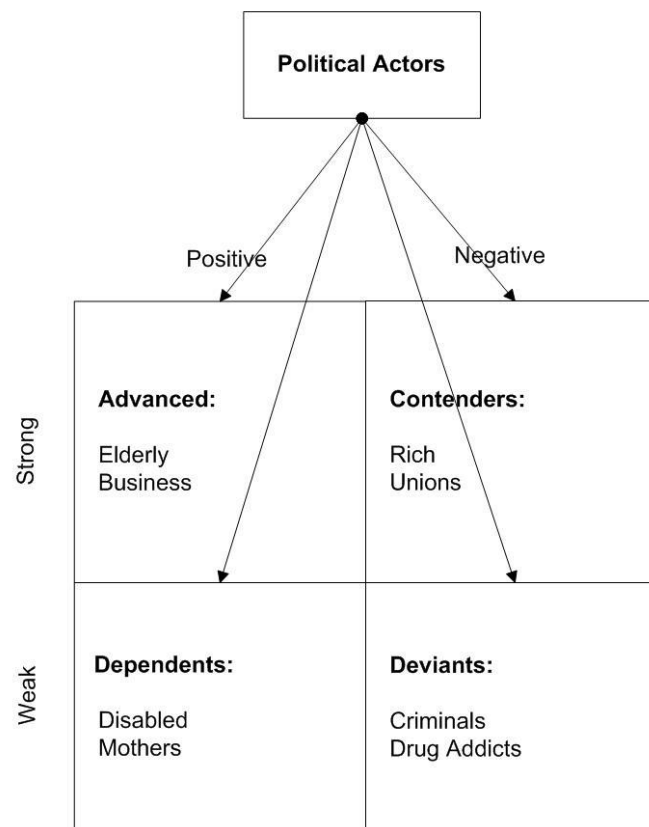 Political Actors
Positive
Negative
Strong
Advanced:
Elderly
Business
Contenders:
Rich
Unions
Weak
Dependents:
Disabled
Mothers
Deviants:
Criminals
Drug Addicts